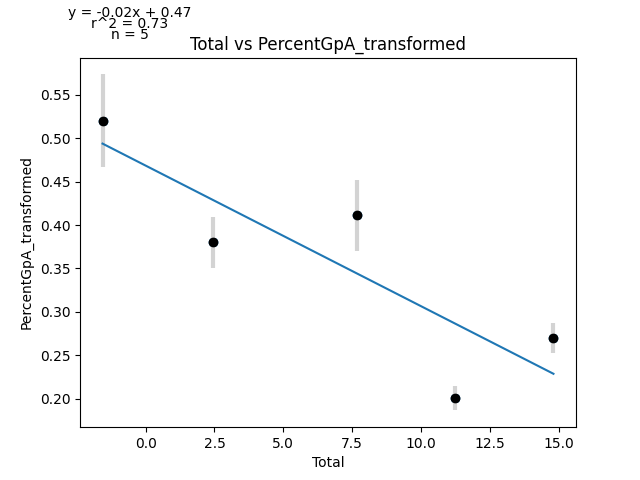 y = -0.02x + 0.47
r^2 = 0.73
n = 5
Total vs PercentGpA_transformed
PercentGpA_transformed
0.55
0.50
0.45
0.40
0.35
0.30
0.25
0.20
0.0 2.5 5.0 7.5 10.0 12.5 15.0
Total